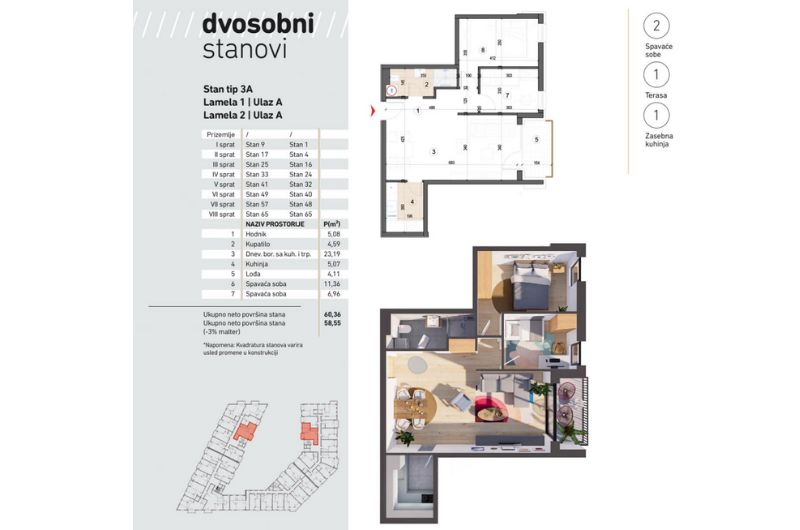 dvosobni
stanovi
Stan tip 3A
Lamela 1 | Ulaz A
Lamela 2 | Ulaz A
Prizemlje / /
I sprat Stan 9 Stan 1
II sprat Stan 17 Stan 4
III sprat Stan 25 Stan 16
IV sprat Stan 33 Stan 24
V sprat Stan 41 Stan 32
VI sprat Stan 49 Stan 40
VII sprat Stan 57 Stan 48
VIII sprat Stan 65 Stan 65
NAZIV PROSTORIJE P(m²)
1 Hodnik 5,08
2 Kupatilo 4,59
3 Dnev. bor. sa kuh. i trp. 23,19
4 Kuhinja 5,07
5 Lođa 4,11
6 Spavaća soba 11,36
7 Spavaća soba 6,96
Ukupno neto površina stana 60,36
Ukupno neto površina stana 58,55
(-3% malter)
*Napomena: Kvadratura stanova varira
usled promene u konstrukciji
412
2
303
7
1
5
3
4
2
Spavaće
sobe
1
Terasa
1
Zasebna
kuhinja